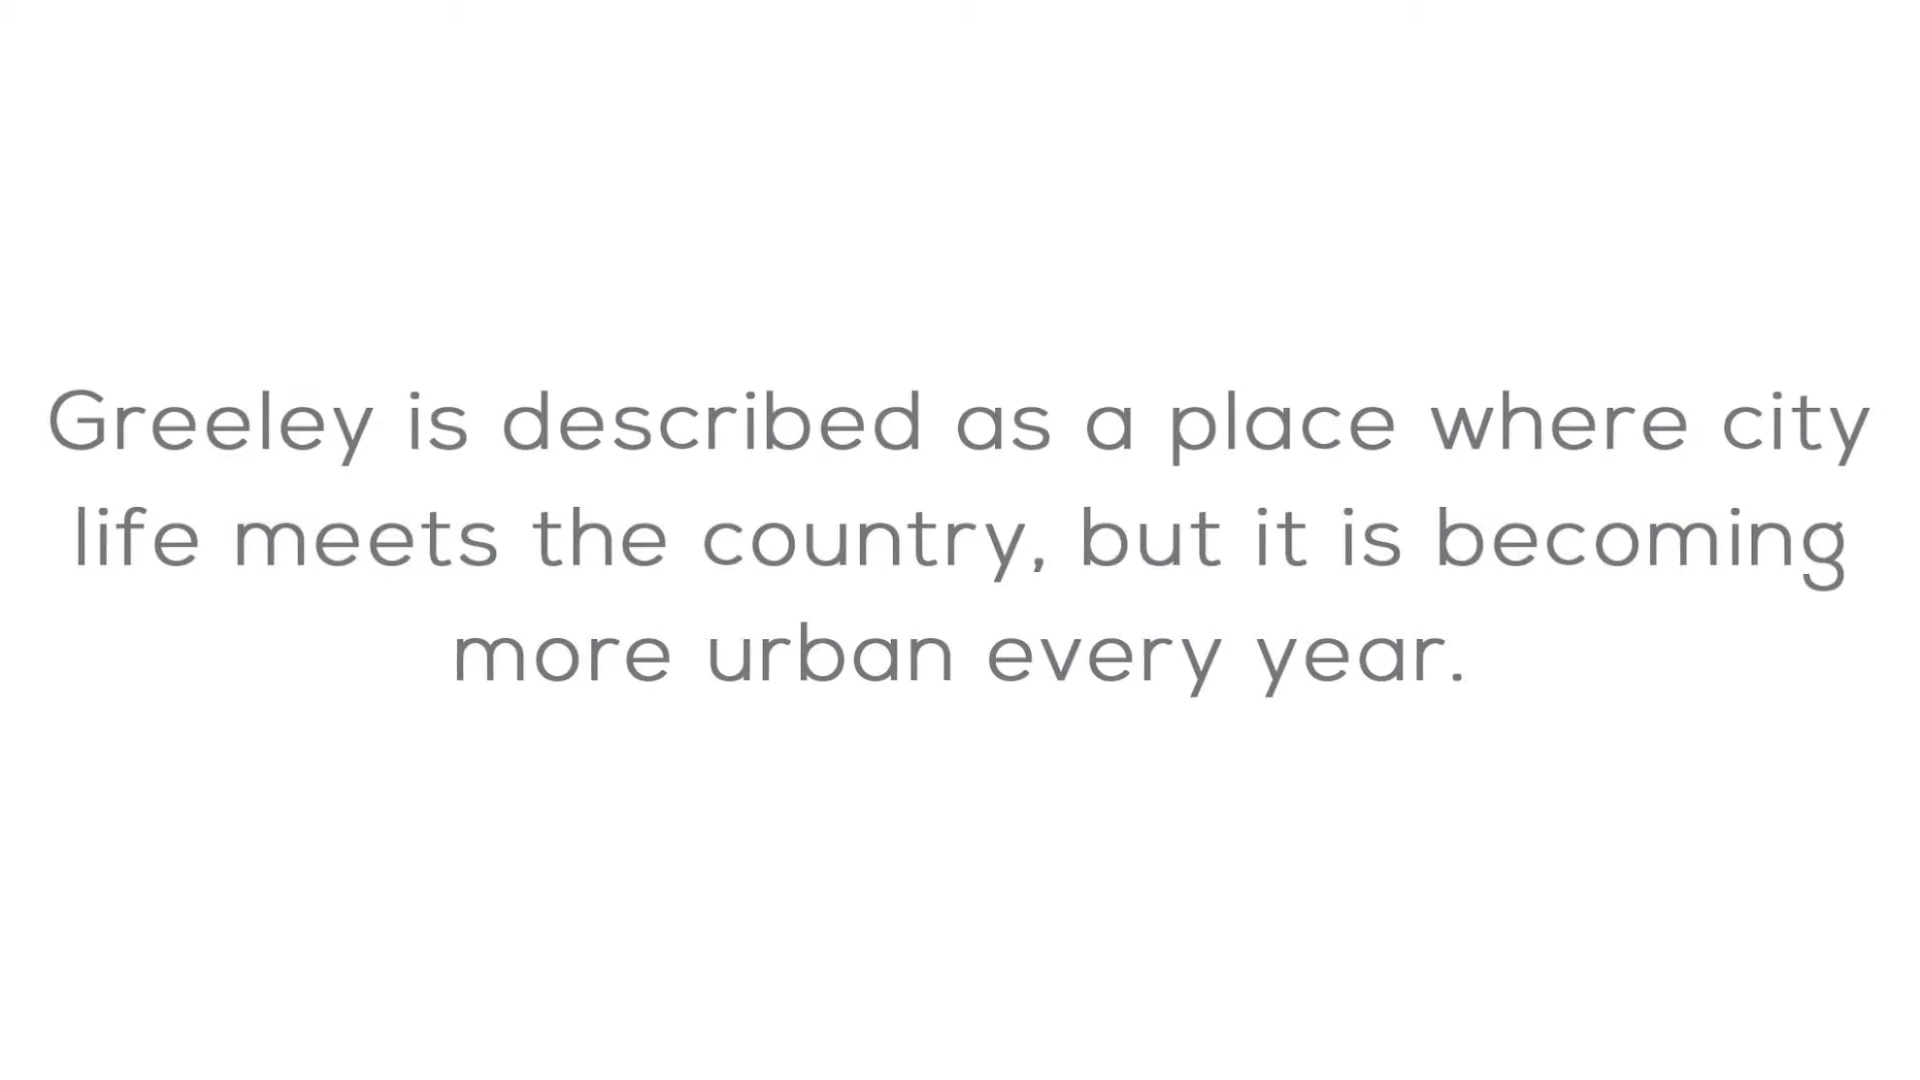 Greeley is described as a place where city
life meets the country, but it is becoming
more urban every year.